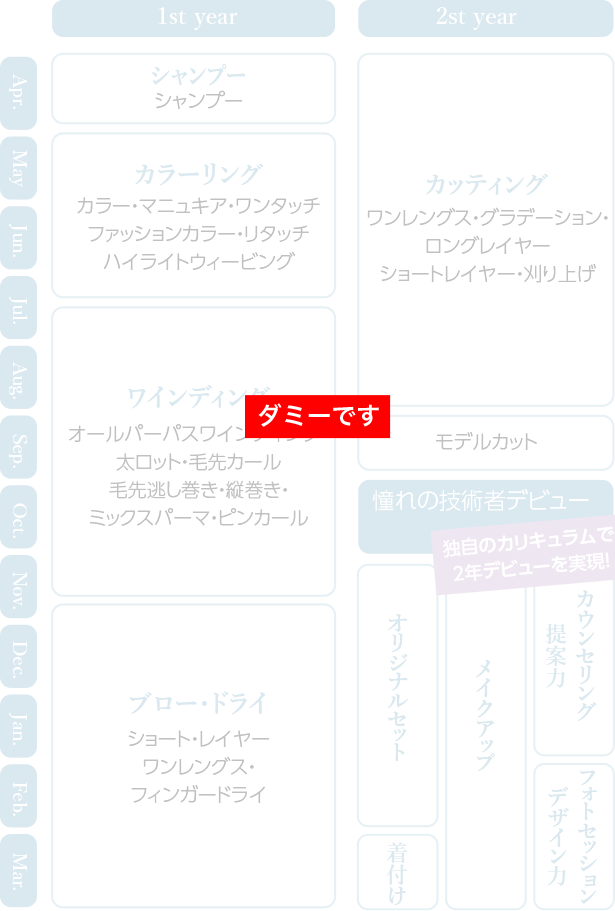 1st year
2st year
Apr.
May
Jun.
Jul.
Aug.
Sep.
Oct.
Nov.
Dec.
Jan.
Feb.
Mar.
シャンプー
シャンプー
カラーリング
カラー・マニュキア・ワンタッチ
ファッションカラー・リタッチ
ハイライトウィービング
ワインディング
オールパーパスワインディング
太ロット・毛先カール
毛先逃し巻き・縦巻き・
ミックスパーマ・ピンカール
ブロー・ドライ
ショート・レイヤー
ワンレングス・
フィンガードライ
カッティング
ワンレングス・グラデーション・
ロングレイヤー
ショートレイヤー・刈り上げ
ダミーです
モデルカット
憧れの技術者デビュー
独自のカリキュラムで
2年デビューを実現!
オリジナルセット
着付け
メイクアップ
カウンセリング
提案力
フォトセッション
デザイン力